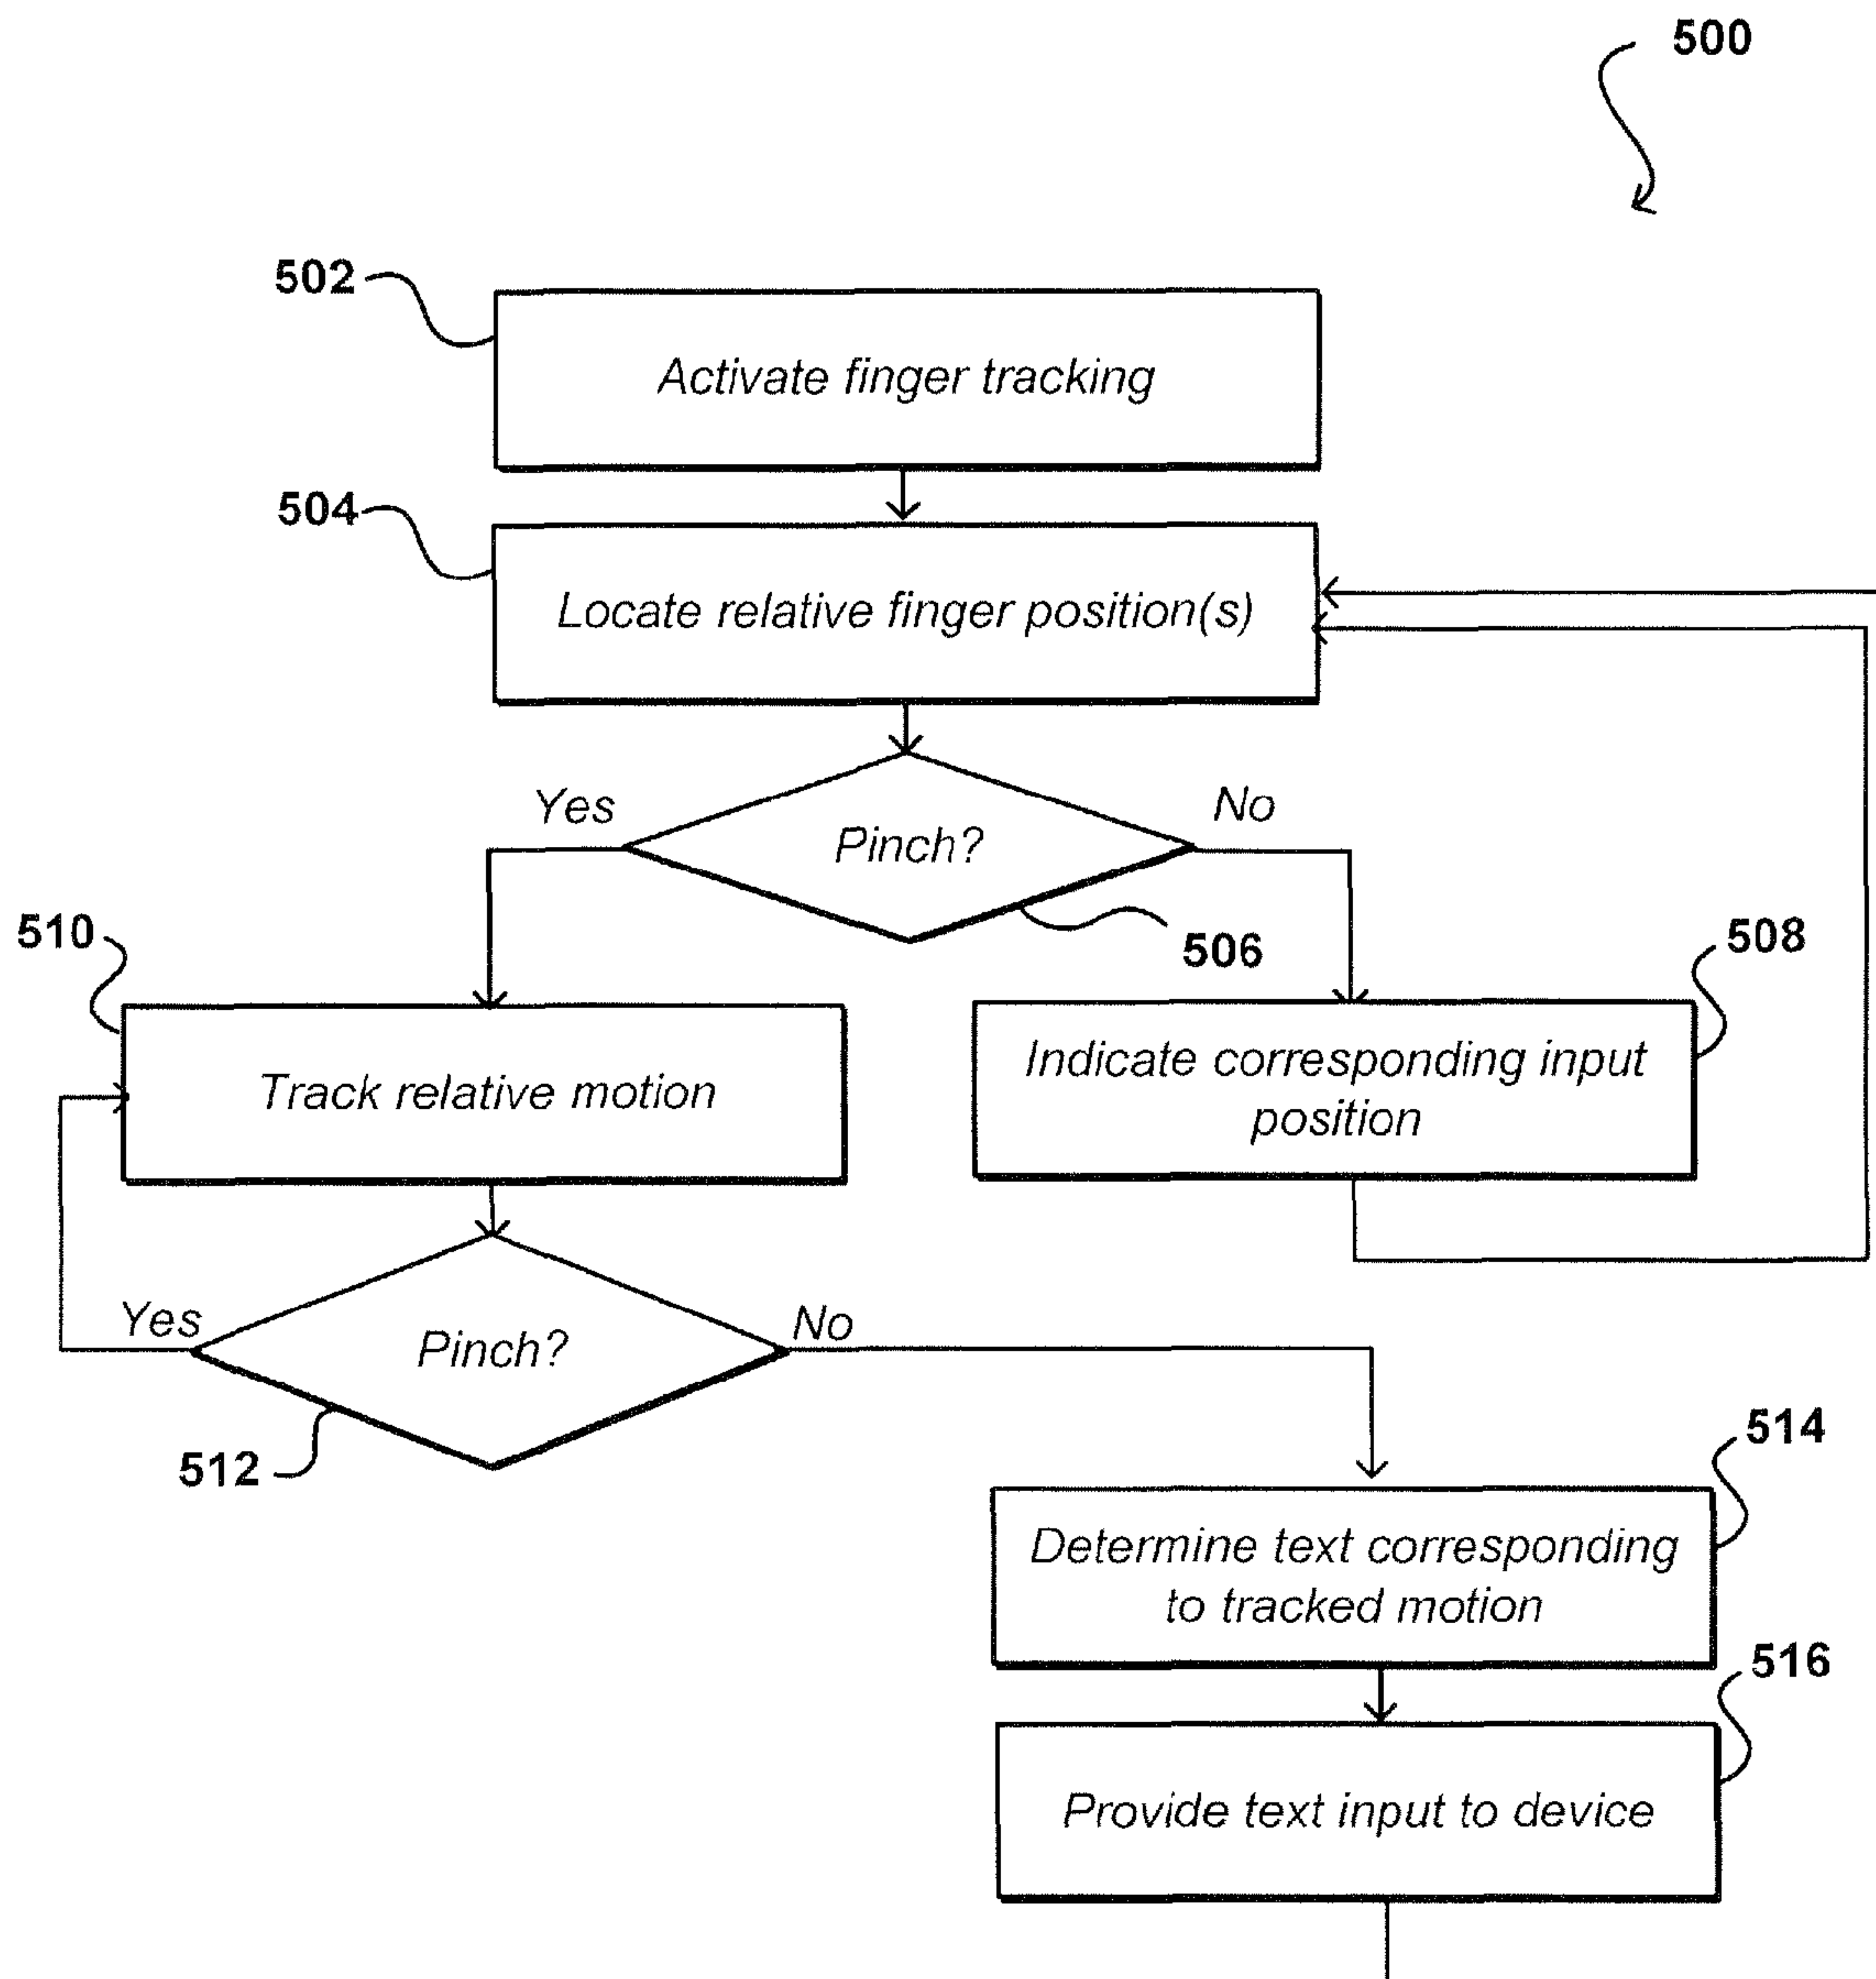 500
502
Activate finger tracking
504
Locate relative finger position(s)
Yes
No
Pinch?
506
510
508
Track relative motion
Indicate corresponding input
position
Yes
No
Pinch?
512
514
Determine text corresponding
to tracked motion
516
Provide text input to device